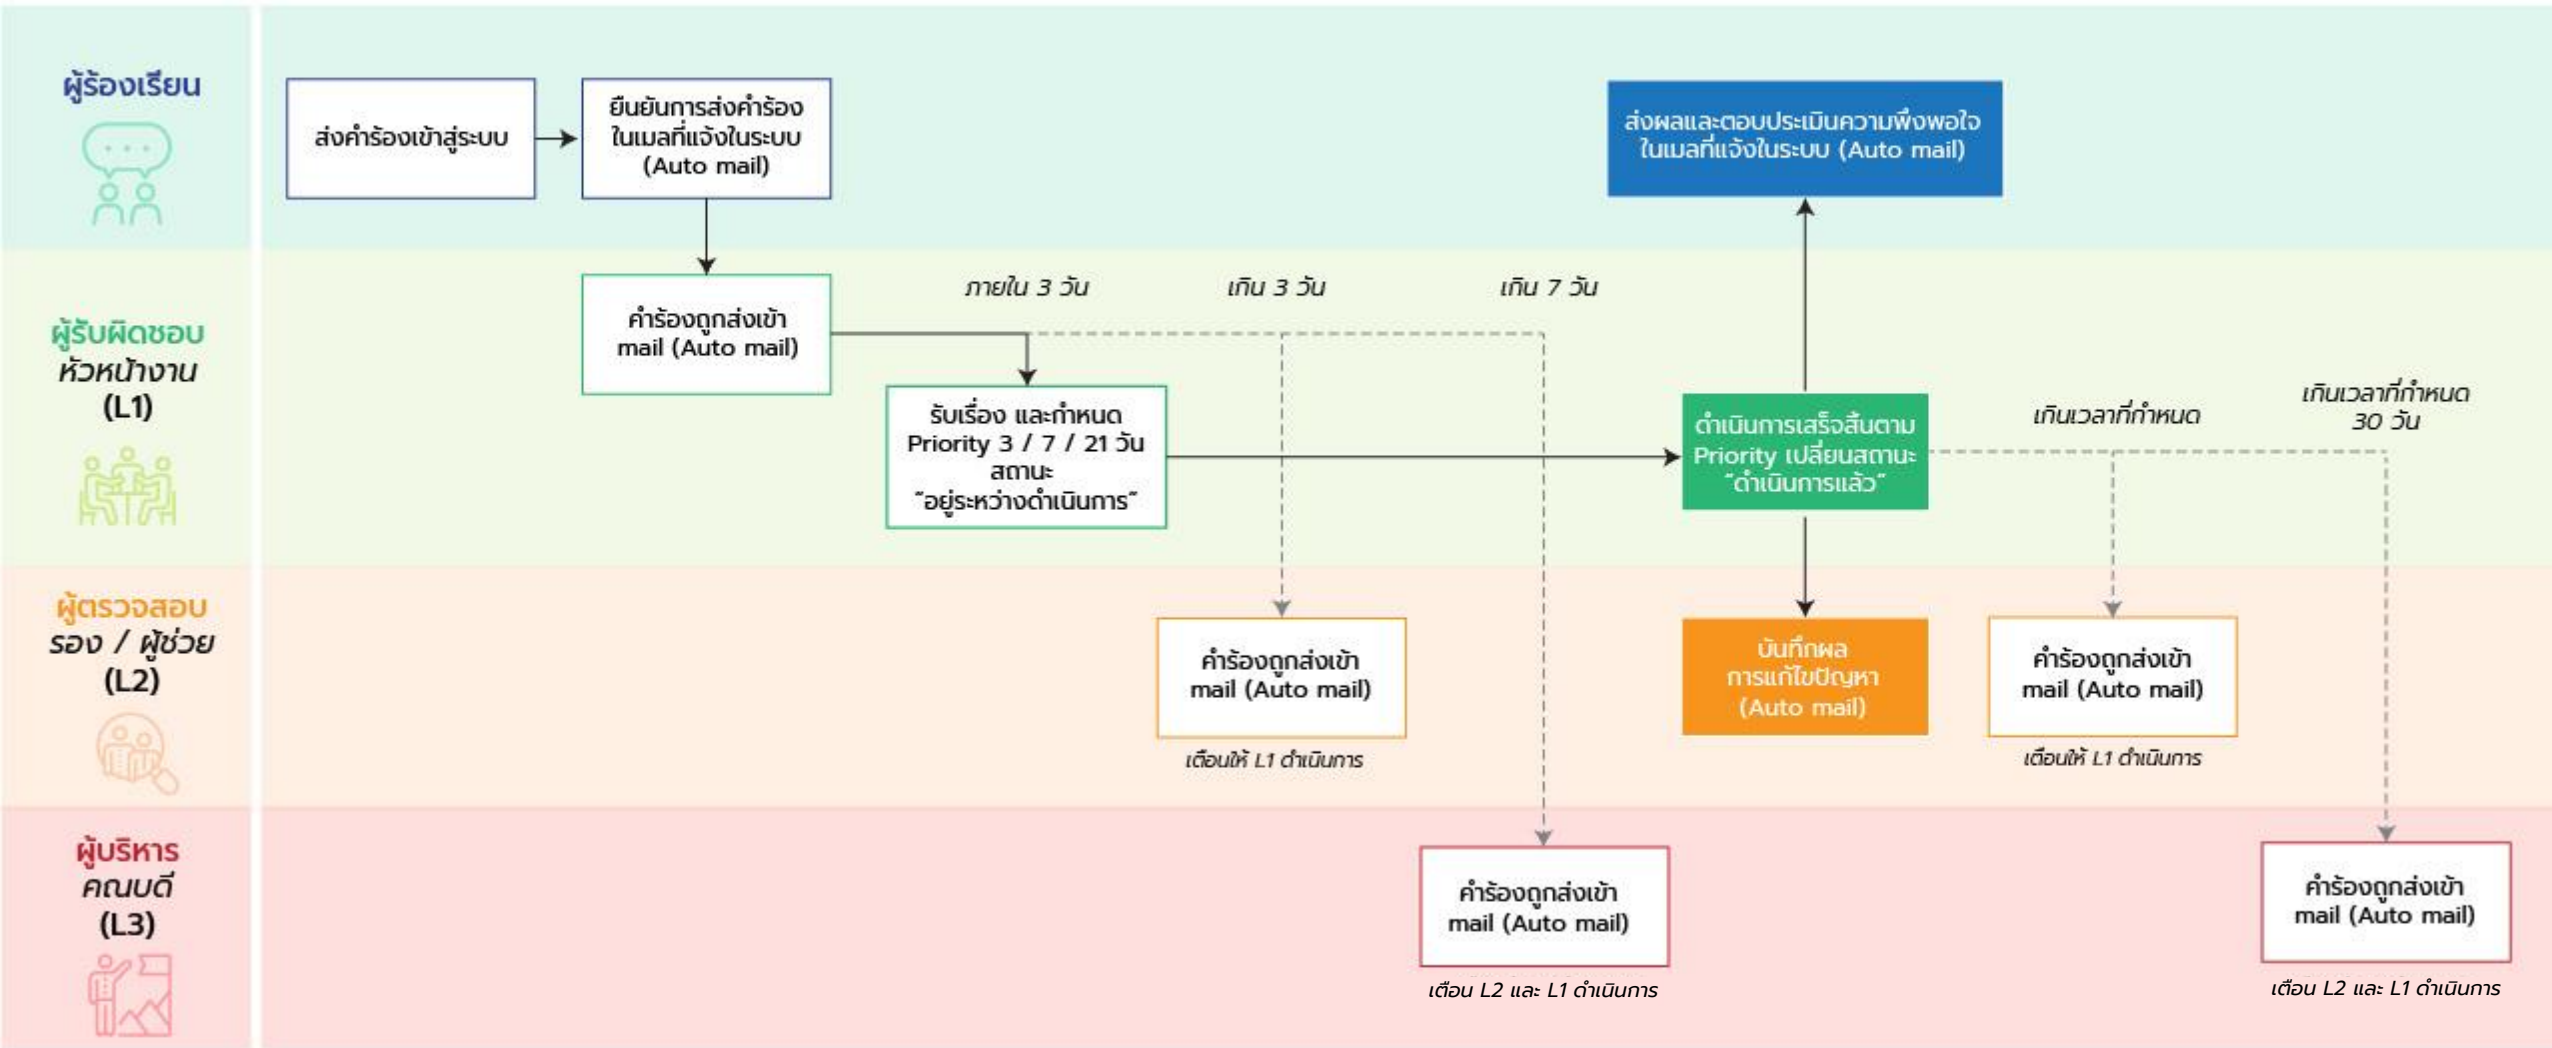 ผู้ร้องเรียน
ส่งคำร้องเข้าสู่ระบบ
ยืนยันการส่งคำร้อง
ในเมลที่แจ้งในระบบ
(Auto mail)
ส่งผลและตอบประเมินความพึงพอใจ
ในเมลที่แจ้งในระบบ (Auto mail)
ผู้รับผิดชอบ
หัวหน้างาน
(L1)
คำร้องถูกส่งเข้า
mail (Auto mail)
ภายใน 3 วัน
เกิน 3 วัน
เกิน 7 วัน
รับเรื่อง และกำหนด
Priority 3 / 7 / 21 วัน
สถานะ
"อยู่ระหว่างดำเนินการ"
ดำเนินการเสร็จสิ้นตาม
Priority เปลี่ยนสถานะ
"ดำเนินการแล้ว"
เกินเวลาที่กำหนด
เกินเวลาที่กำหนด
30 วัน
ผู้ตรวจสอบ
รอง / ผู้ช่วย
(L2)
คำร้องถูกส่งเข้า
mail (Auto mail)
เตือนให้ L1 ดำเนินการ
บันทึกผล
การแก้ไขปัญหา
(Auto mail)
คำร้องถูกส่งเข้า
mail (Auto mail)
เตือนให้ L1 ดำเนินการ
ผู้บริหาร
คณบดี
(L3)
คำร้องถูกส่งเข้า
mail (Auto mail)
เตือน L2 และ L1 ดำเนินการ
คำร้องถูกส่งเข้า
mail (Auto mail)
เตือน L2 และ L1 ดำเนินการ